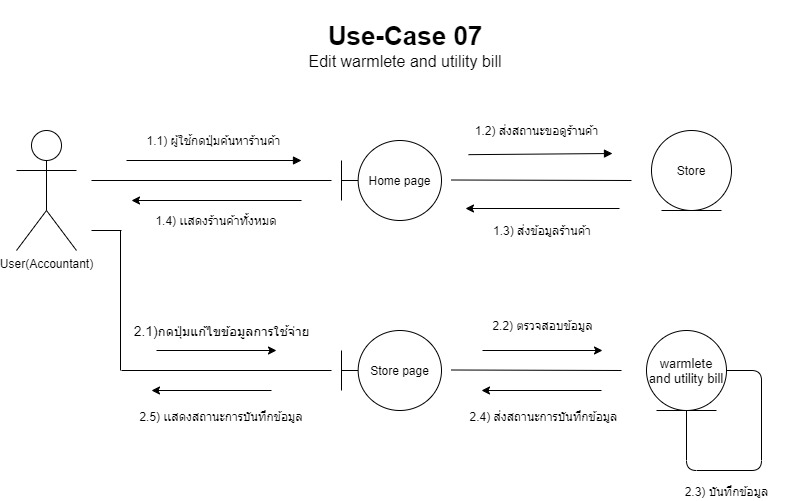 Use-Case 07
Edit warmlete and utility bill
1.1) ผู้ใช้กดปุ่มค้นหาร้านค้า
1.2) ส่งสถานะขอดูร้านค้า
Home page
Store
1.4) แสดงร้านค้าทั้งหมด
1.3) ส่งข้อมูลร้านค้า
User(Accountant)
2.1)กดปุ่มแก้ไขข้อมูลการใช้จ่าย
2.2) ตรวจสอบข้อมูล
Store page
warmlete
and utility bill
2.5) แสดงสถานะการบันทึกข้อมูล
2.4) ส่งสถานะการบันทึกข้อมูล
2.3) บันทึกข้อมูล